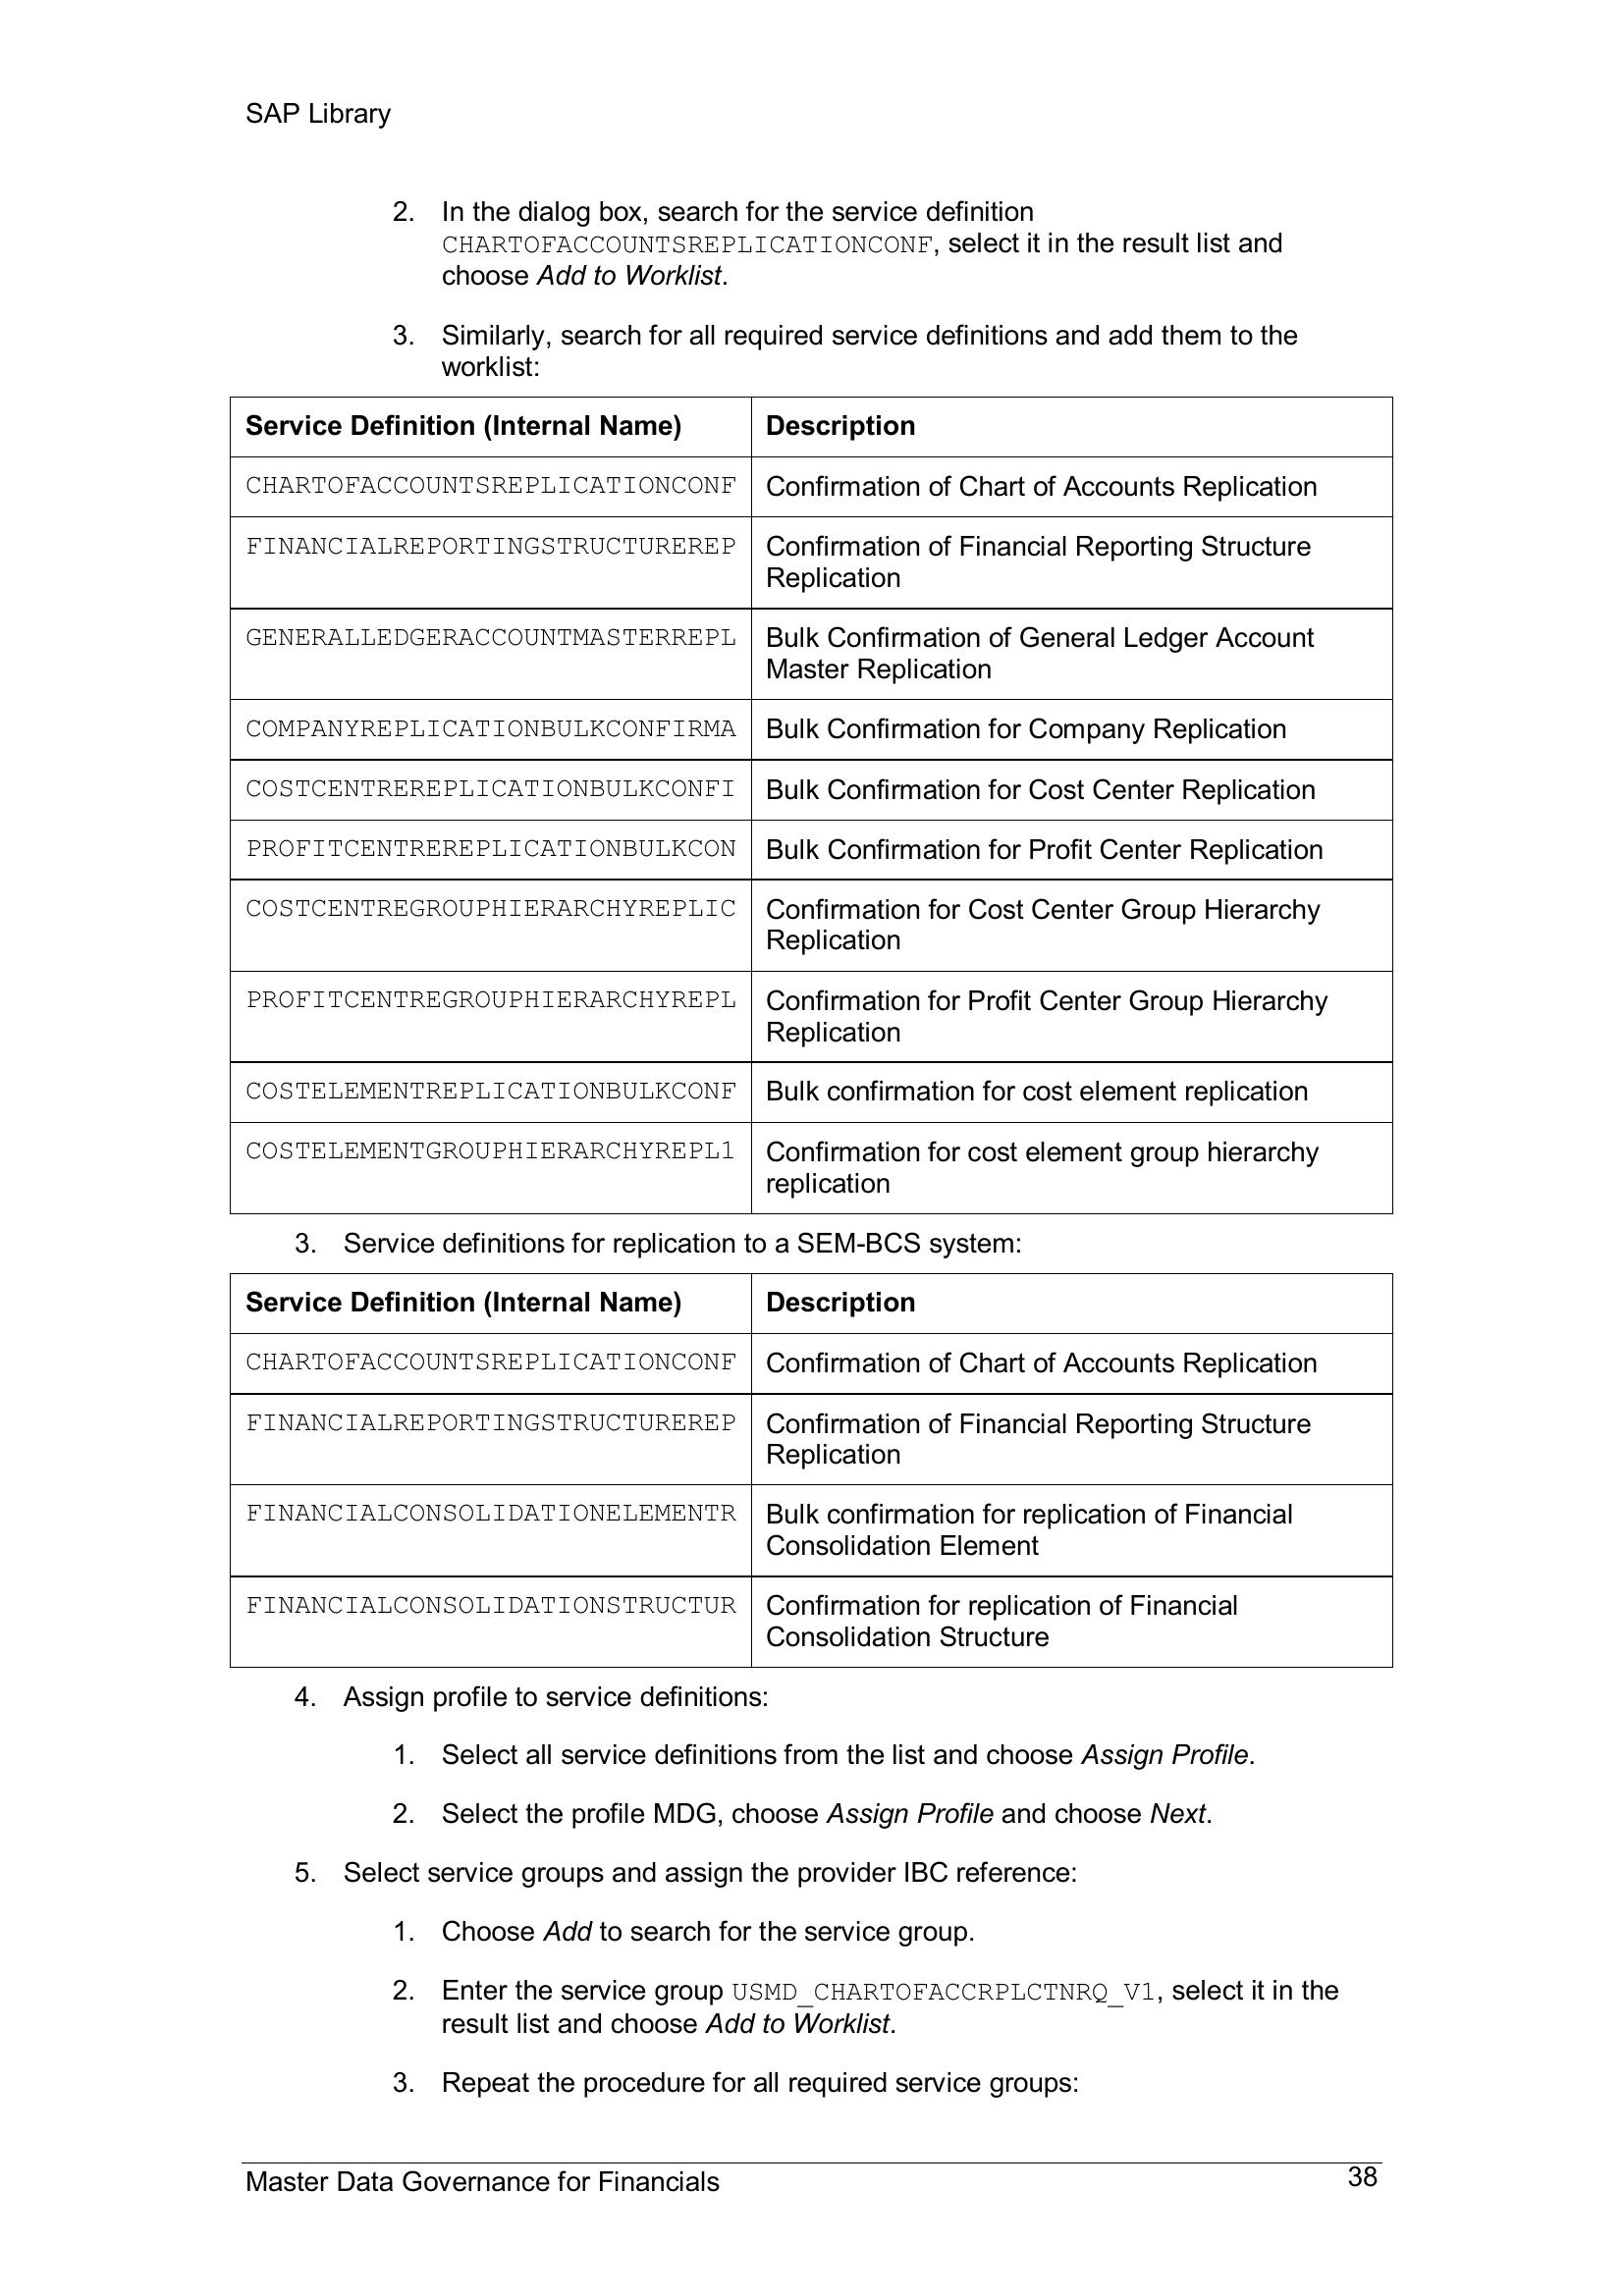 SAP Library
2. In the dialog box, search for the service definition
CHARTOFACCOUNTSREPLICATIONCONF, select it in the result list and
choose Add to Worklist.
3. Similarly, search for all required service definitions and add them to the
worklist:
Service Definition (Internal Name) Description
CHARTOFACCOUNTSREPLICATIONCONF Confirmation of Chart of Accounts Replication
FINANCIALREPORTINGSTRUCTUREREP Confirmation of Financial Reporting Structure
Replication
GENERALLEDGERACCOUNTMASTERREPL Bulk Confirmation of General Ledger Account
Master Replication
COMPANYREPLICATIONBULKCONFIRMA Bulk Confirmation for Company Replication
COSTCENTREREPLICATIONBULKCONFI Bulk Confirmation for Cost Center Replication
PROFITCENTREREPLICATIONBULKCON Bulk Confirmation for Profit Center Replication
COSTCENTREGROUPHIERARCHYREPLIC Confirmation for Cost Center Group Hierarchy
Replication
PROFITCENTREGROUPHIERARCHYREPL Confirmation for Profit Center Group Hierarchy
Replication
COSTELEMENTREPLICATIONBULKCONF Bulk confirmation for cost element replication
COSTELEMENTGROUPHIERARCHYREPL1 Confirmation for cost element group hierarchy
replication
3. Service definitions for replication to a SEM-BCS system:
Service Definition (Internal Name) Description
CHARTOFACCOUNTSREPLICATIONCONF Confirmation of Chart of Accounts Replication
FINANCIALREPORTINGSTRUCTUREREP Confirmation of Financial Reporting Structure
Replication
FINANCIALCONSOLIDATIONELEMENTR Bulk confirmation for replication of Financial
Consolidation Element
FINANCIALCONSOLIDATIONSTRUCTUR Confirmation for replication of Financial
Consolidation Structure
4. Assign profile to service definitions:
1. Select all service definitions from the list and choose Assign Profile.
2. Select the profile MDG, choose Assign Profile and choose Next.
5. Select service groups and assign the provider IBC reference:
1. Choose Add to search for the service group.
2. Enter the service group USMD_CHARTOFACCRPLCTNRQ_V1, select it in the
result list and choose Add to Worklist.
3. Repeat the procedure for all required service groups:
Master Data Governance for Financials 38